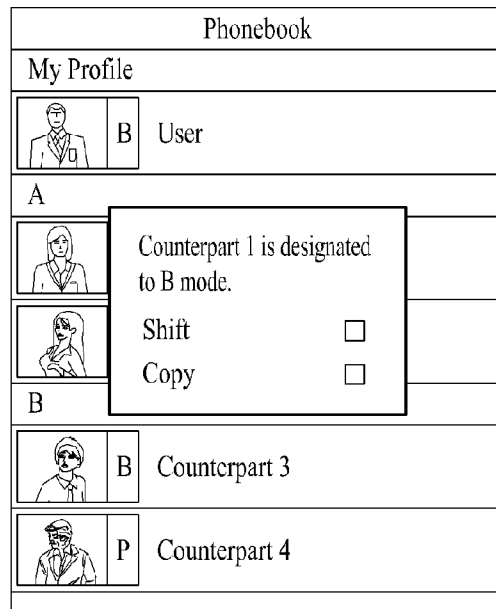 Phonebook
My Profile
B User
A
Counterpart 1 is designated
to B mode.
Shift
Copy
B
B Counterpart 3
P Counterpart 4